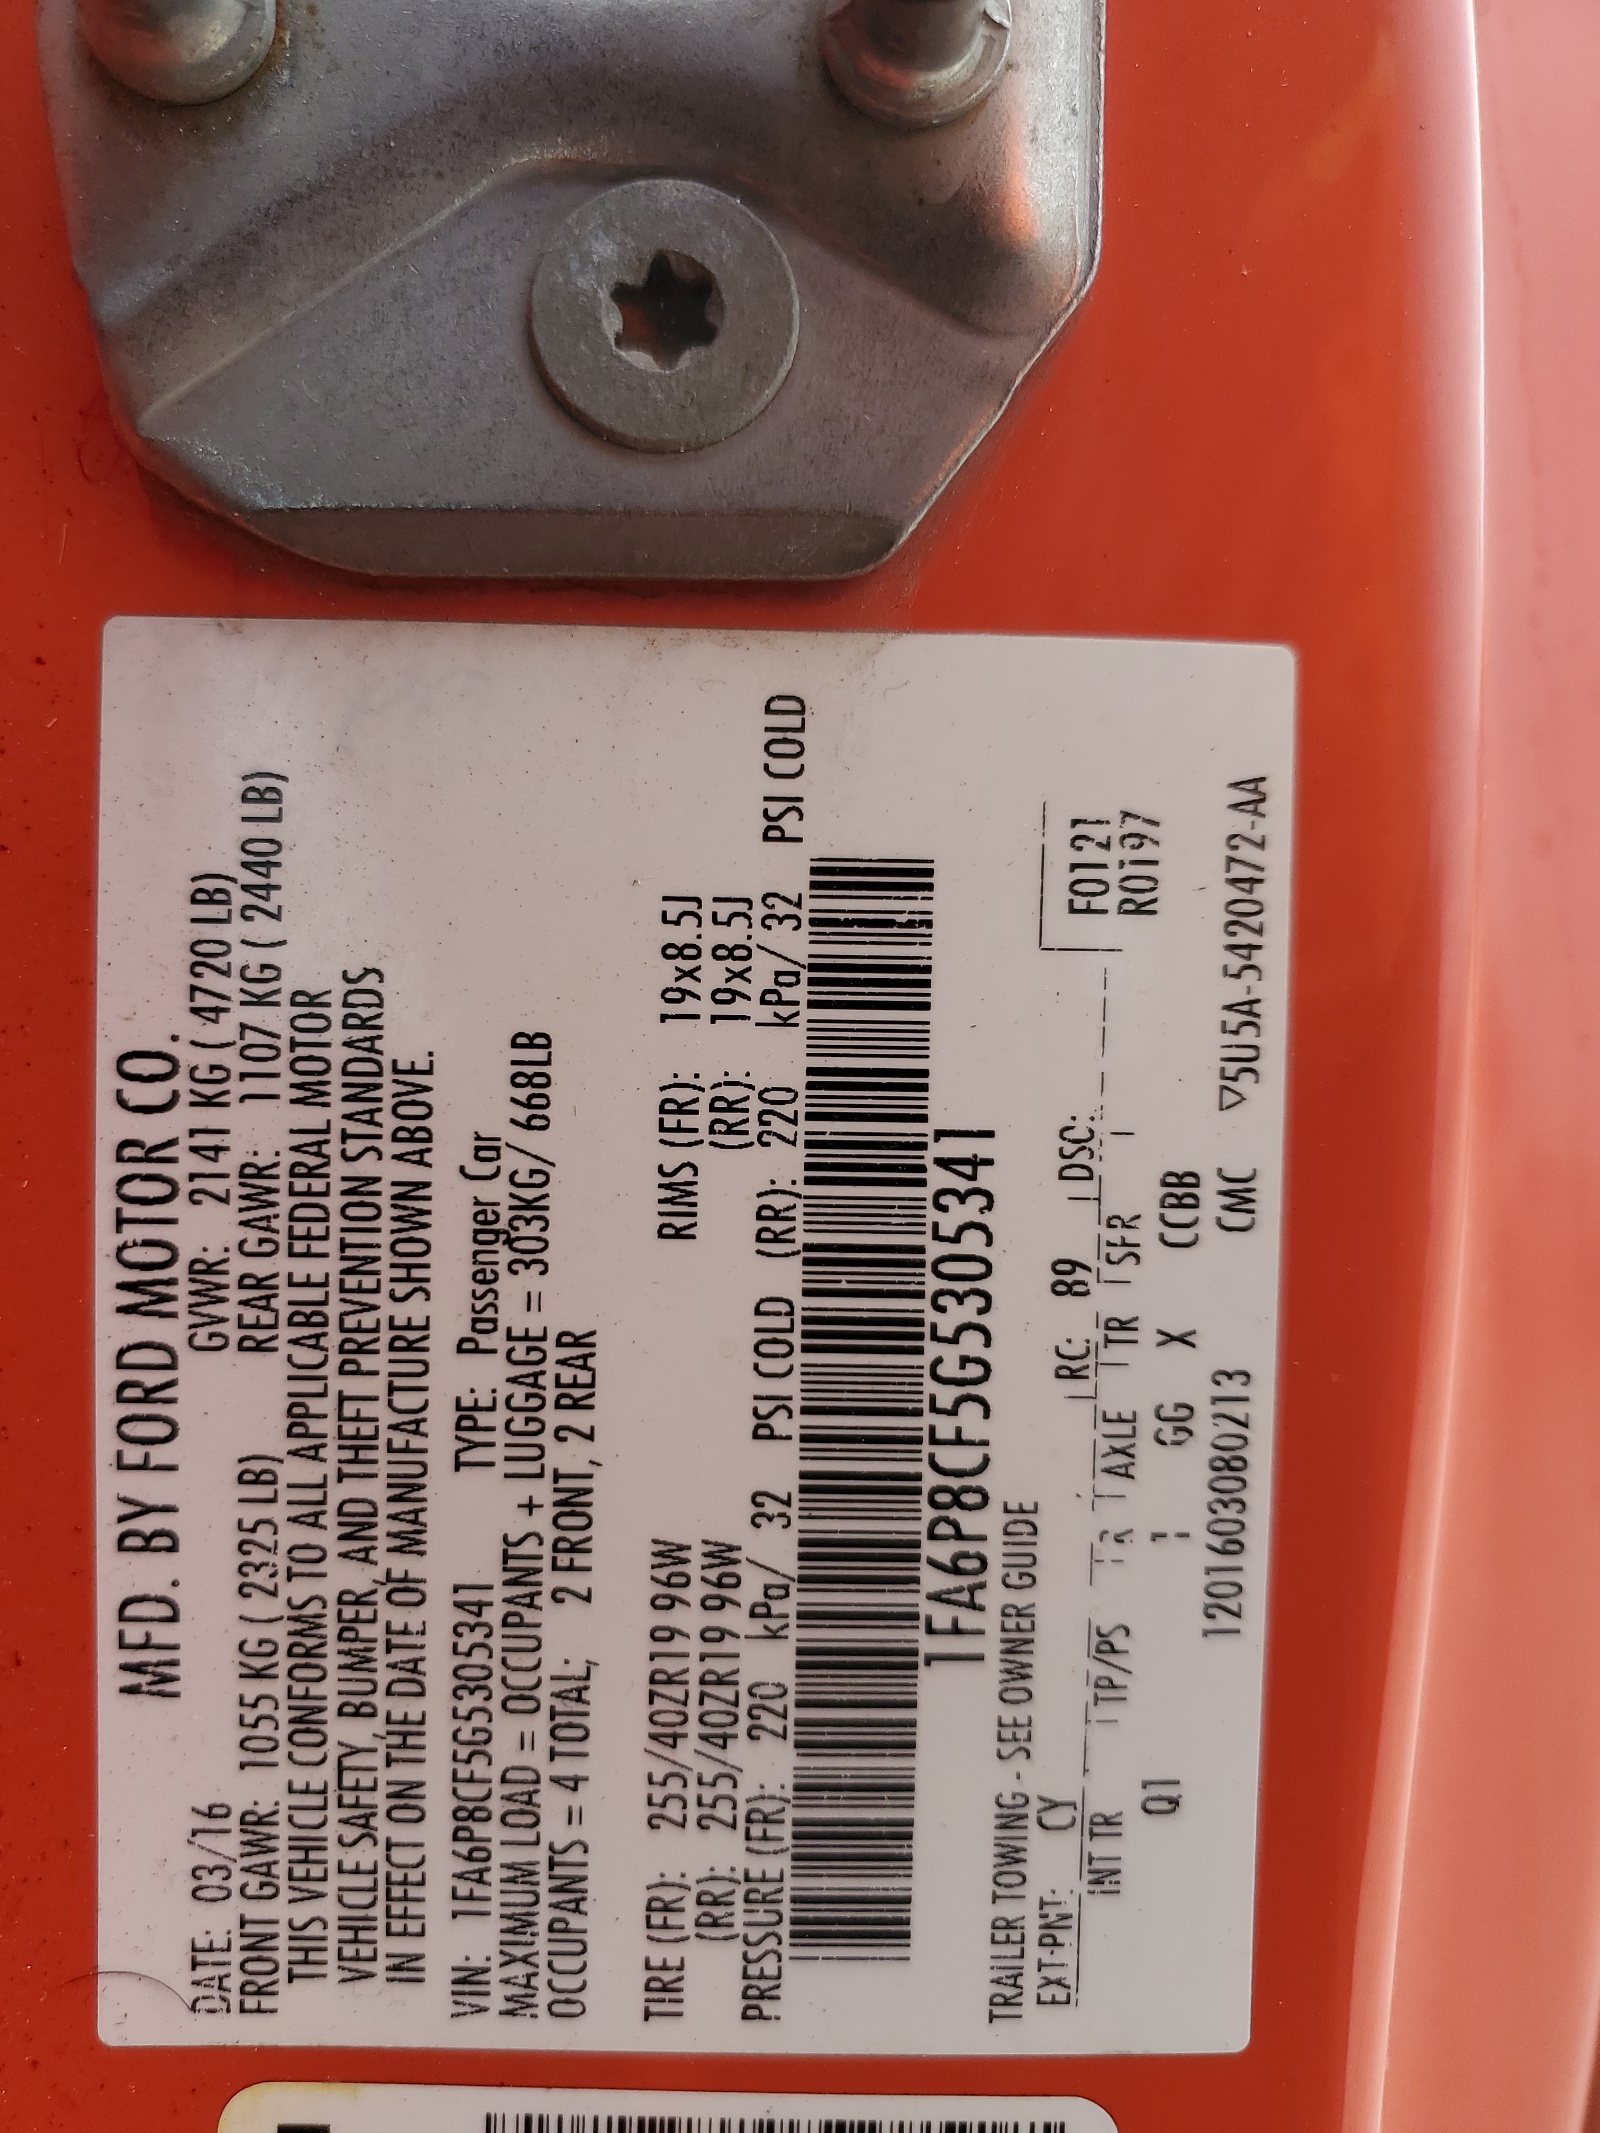 MFD. BY FORD MOTOR CO.
DATE: 03/16 GVWR: 2141 KG ( 4720 LB)
FRONT GAWR: 1055 KG ( 2325 LB) REAR GAWR: 1107 KG ( 2440 LB)
THIS VEHICLE CONFORMS TO ALL APPLICABLE FEDERAL MOTOR
VEHICLE SAFETY, BUMPER, AND THEFT PREVENTION STANDARDS
IN EFFECT ON THE DATE OF MANUFACTURE SHOWN ABOVE.
VIN: 1FA6P8CF5G5305341 TYPE: Passenger Car
MAXIMUM LOAD = OCCUPANTS + LUGGAGE = 303KG/ 668LB
OCCUPANTS = 4 TOTAL; 2 FRONT, 2 REAR
TIRE (FR): 255/40ZR19 96W RIMS (FR): 19x8.5J
(RR): 255/40ZR19 96W (RR): 19x8.5J
PRESSURE (FR): 220 kPa/ 32 PSI COLD (RR): 220 kPa/ 32 PSI COLD
1FA6P8CF5G5305341
TRAILER TOWING - SEE OWNER GUIDE
EXT PNT: CY RC: 89 DSC: F0121
INT TR TP/PS R AXLE TR SFR R0197
Q1 1 GG X CCBB
1201603080213 CMC ▽5U5A-5420472-AA